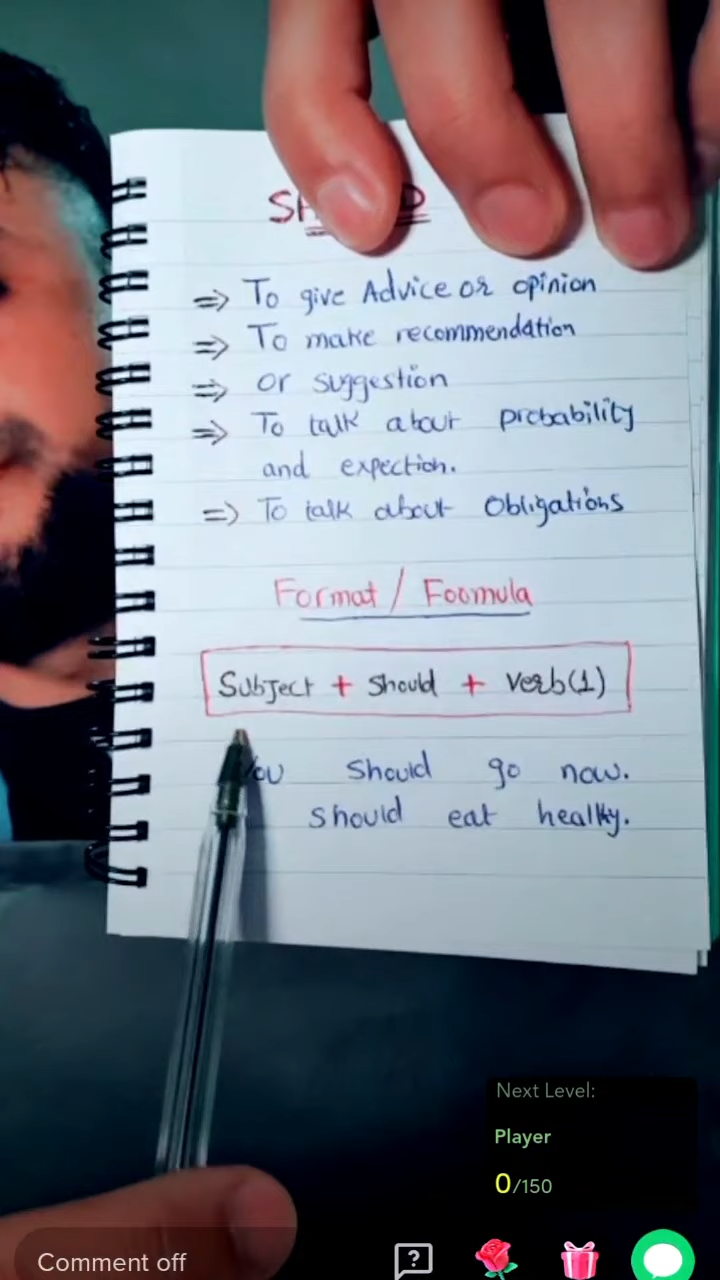 => To give Advice or opinion
=> To make recommendation
=> or suggestion
=> To talk about probability
and expection.
=> To talk about Obligations
Format / Foomula
Subject + Should + Verb(1)
You Should go now.
should eat healky.
Next Level:
Player
0/150
Comment off